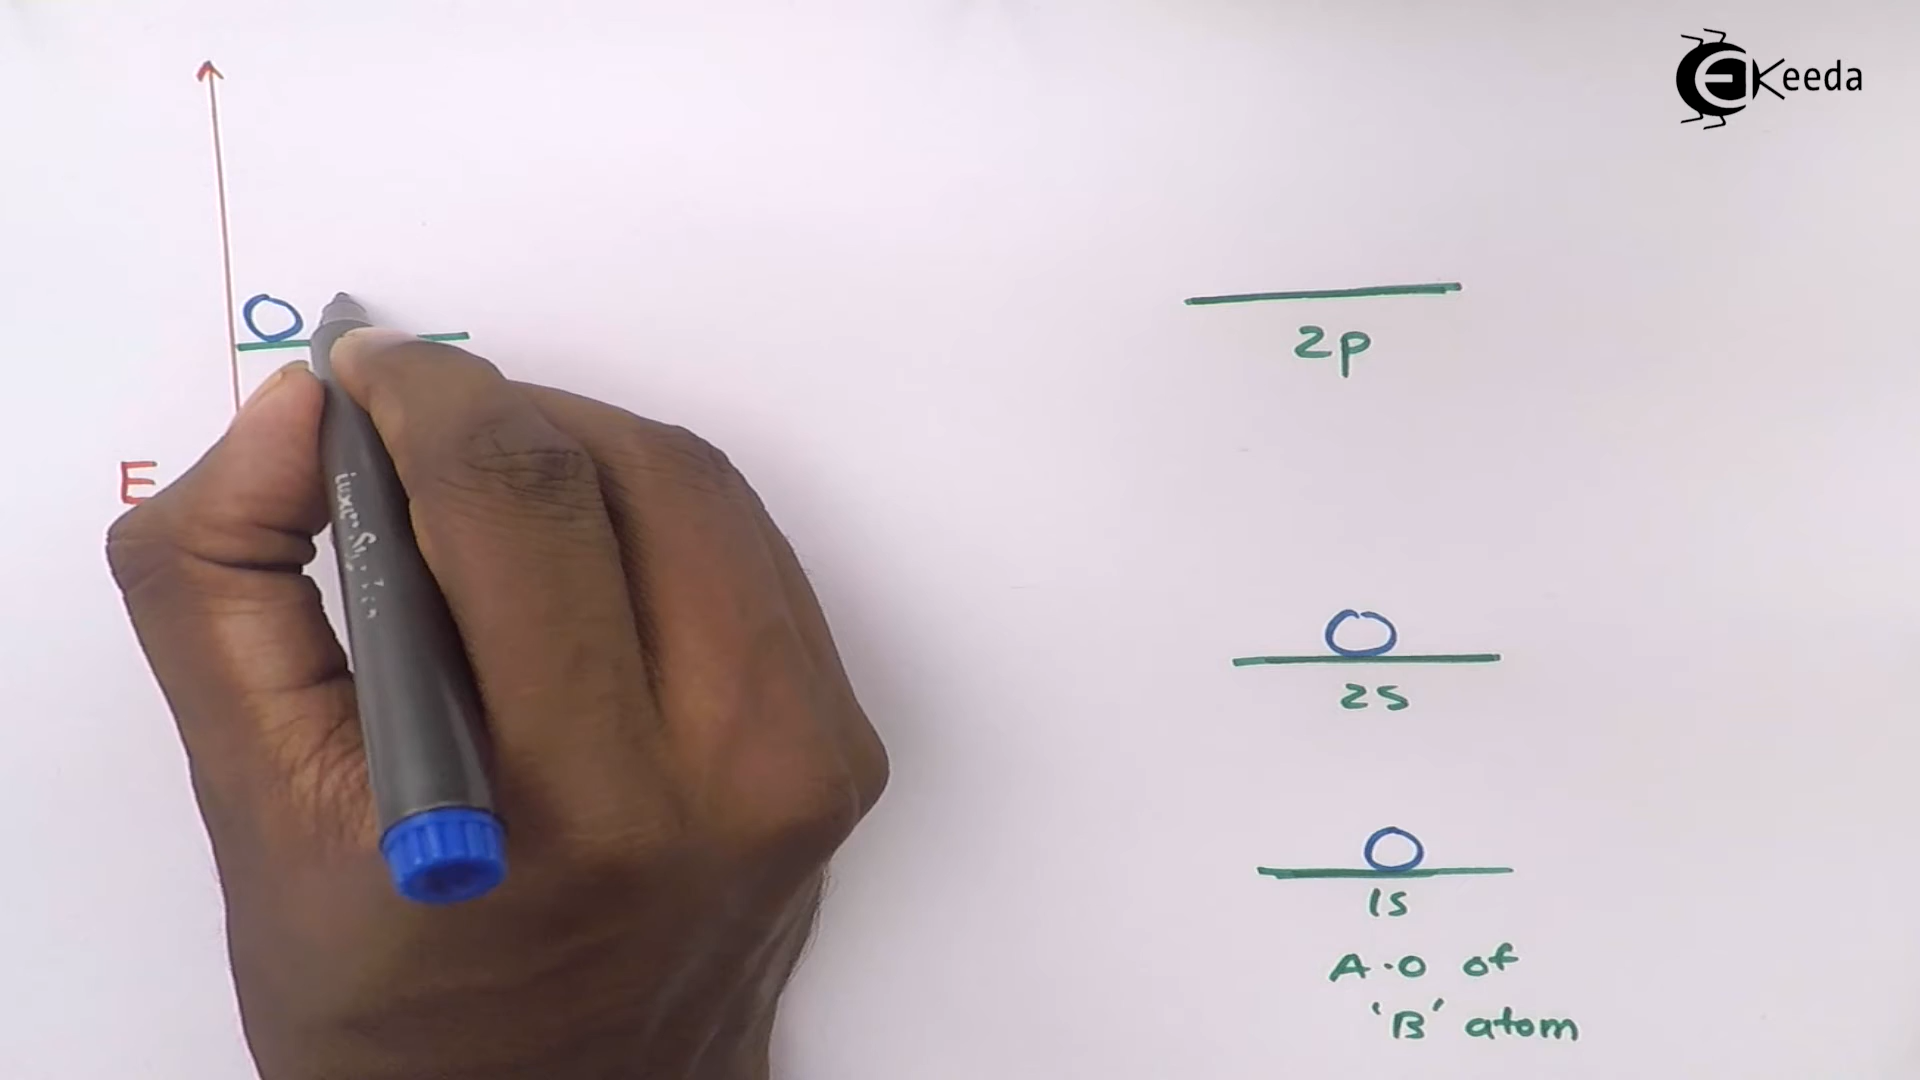 Keeda
2p
E
2s
1s
A.O of
'B' atom